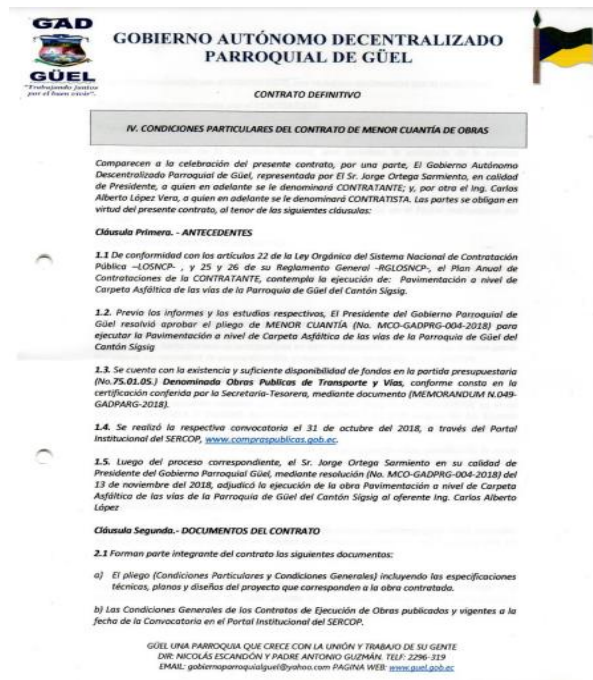 GAD
GÜEL
"Trabajando juntos
por el buen vivir".
GOBIERNO AUTÓNOMO DECENTRALIZADO
PARROQUIAL DE GÜEL
CONTRATO DEFINITIVO
IV. CONDICIONES PARTICULARES DEL CONTRATO DE MENOR CUANTÍA DE OBRAS
Comparecen a la celebración del presente contrato, por una parte, El Gobierno Autónomo
Descentralizado Parroquial de Güel, representada por El Sr. Jorge Ortega Sarmiento, en calidad
de Presidente, a quien en adelante se le denominará CONTRATANTE; y, por otra el Ing. Carlos
Alberto López Vera, a quien en adelante se le denominará CONTRATISTA. Las partes se obligan en
virtud del presente contrato, al tenor de las siguientes cláusulas:
Cláusula Primera. - ANTECEDENTES
1.1 De conformidad con los artículos 22 de la Ley Orgánica del Sistema Nacional de Contratación
Pública –LOSNCP- , y 25 y 26 de su Reglamento General -RGLOSNCP-, el Plan Anual de
Contrataciones de la CONTRATANTE, contempla la ejecución de: Pavimentación a nivel de
Carpeta Asfáltica de las vías de la Parroquia de Güel del Cantón Sígsig.
1.2. Previo los informes y los estudios respectivos, El Presidente del Gobierno Parroquial de
Güel resolvió aprobar el pliego de MENOR CUANTÍA (No. MCO-GADPRG-004-2018) para
ejecutar la Pavimentación a nivel de Carpeta Asfáltica de las vías de la Parroquia de Güel del
Cantón Sígsig
1.3. Se cuenta con la existencia y suficiente disponibilidad de fondos en la partida presupuestaria
(No.75.01.05.) Denominada Obras Publicas de Transporte y Vías, conforme consta en la
certificación conferida por la Secretaria-Tesorera, mediante documento (MEMORANDUM N.049-
GADPARG-2018).
1.4. Se realizó la respectiva convocatoria el 31 de octubre del 2018, a través del Portal
Institucional del SERCOP, www.compraspublicas.gob.ec.
1.5. Luego del proceso correspondiente, el Sr. Jorge Ortega Sarmiento en su calidad de
Presidente del Gobierno Parroquial Güel, mediante resolución (No. MCO-GADPRG-004-2018) del
13 de noviembre del 2018, adjudicó la ejecución de la obra Pavimentación a nivel de Carpeta
Asfáltica de las vías de la Parroquia de Güel del Cantón Sígsig al oferente Ing. Carlos Alberto
López
Cláusula Segunda.- DOCUMENTOS DEL CONTRATO
2.1 Forman parte integrante del contrato los siguientes documentos:
a) El pliego (Condiciones Particulares y Condiciones Generales) incluyendo las especificaciones
técnicas, planos y diseños del proyecto que corresponden a la obra contratada.
b) Las Condiciones Generales de los Contratos de Ejecución de Obras publicados y vigentes a la
fecha de la Convocatoria en el Portal Institucional del SERCOP.
GÜEL UNA PARROQUIA QUE CRECE CON LA UNIÓN Y TRABAJO DE SU GENTE
DIR: NICOLÁS ESCANDÓN Y PADRE ANTONIO GUZMÁN. TELF: 2296-319
EMAIL: gobiernoparroquialguel@yahoo.com PAGINA WEB: www.guel.gob.ec